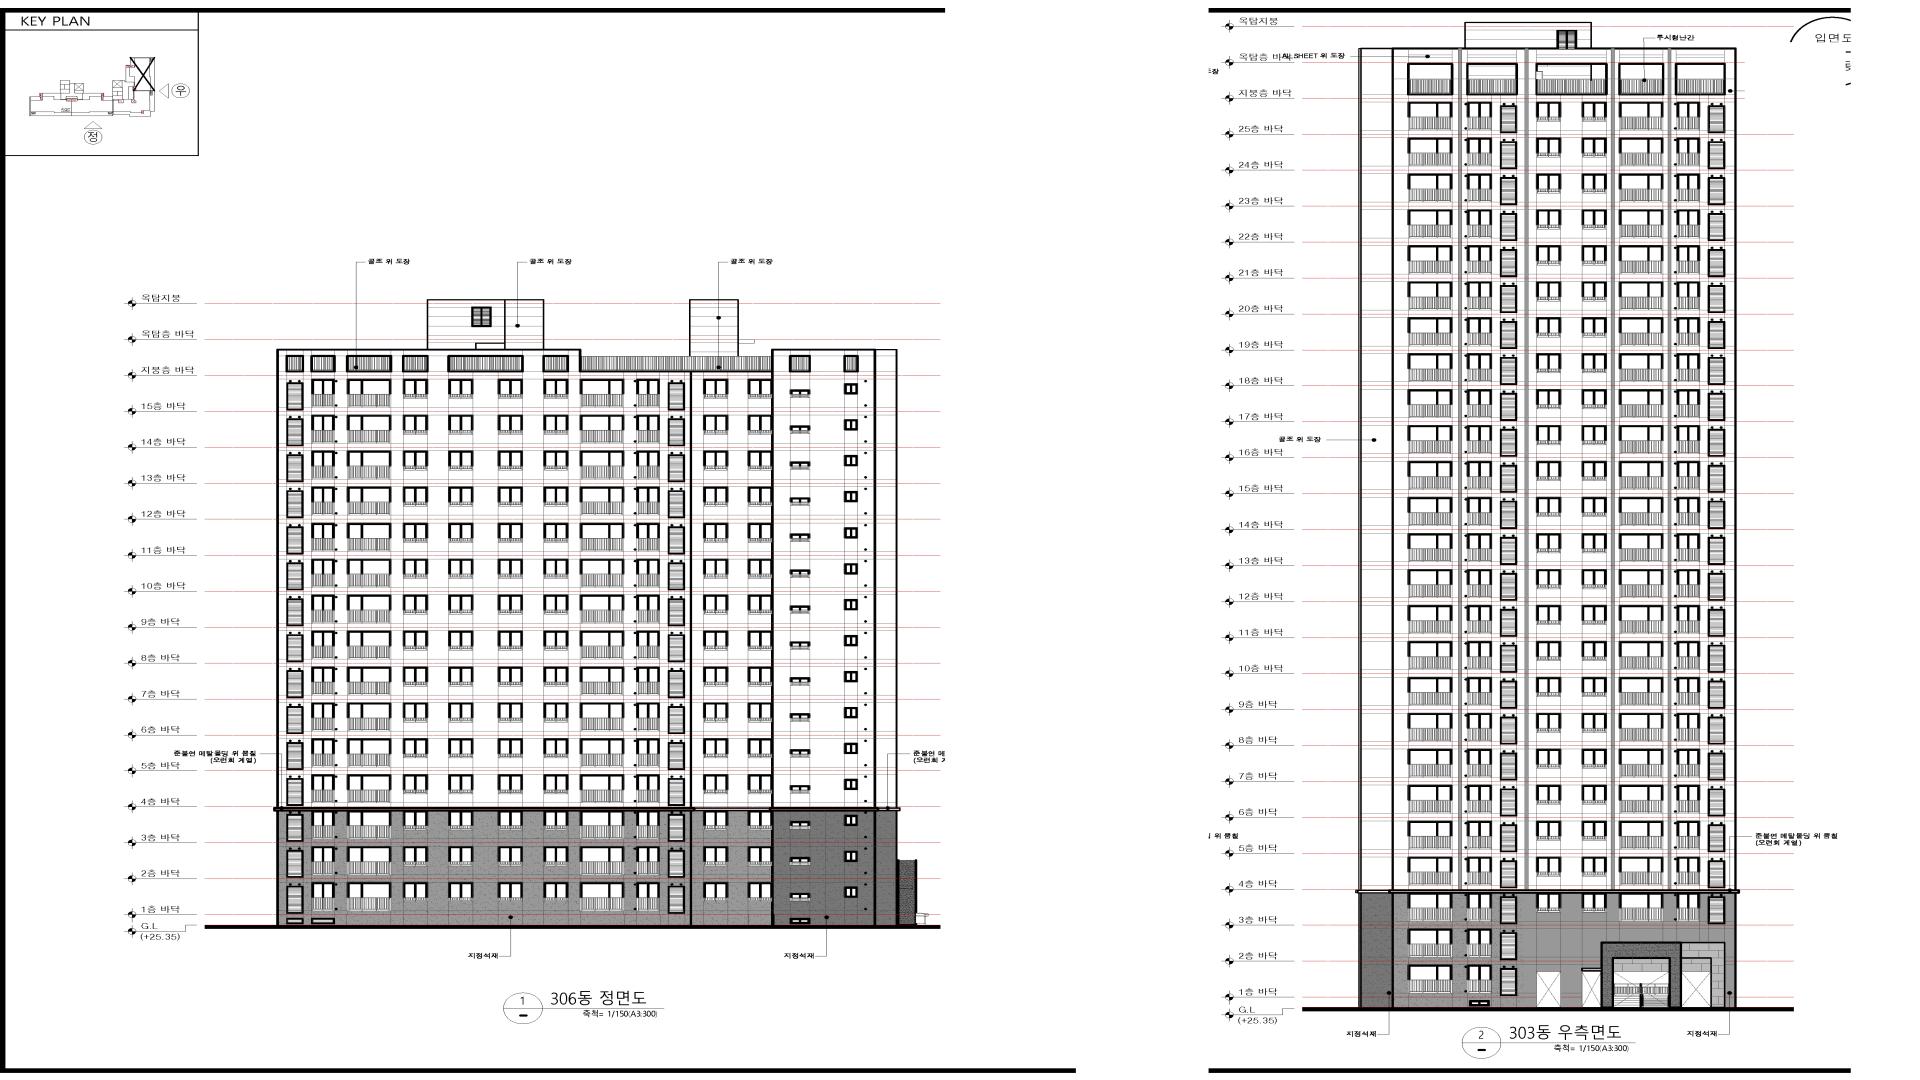 KEY PLAN
우
정
골조 위 도장
골조 위 도장
골조 위 도장
옥탑지붕
옥탑층 바닥
지붕층 바닥
15층 바닥
14층 바닥
13층 바닥
12층 바닥
11층 바닥
10층 바닥
9층 바닥
8층 바닥
7층 바닥
6층 바닥
준불연 메탈몰딩 위 뿜칠
(오련회 계열)
5층 바닥
4층 바닥
3층 바닥
2층 바닥
1층 바닥
G.L
(+25.35)
준불연 메
(오련회 계
지정석재
지정석재
1
306동 정면도
축척= 1/150(A3:300)
옥탑지붕
옥탑층 바닥
AL SHEET 위 도장
도장
투시형난간
입면도
지붕층 바닥
25층 바닥
24층 바닥
23층 바닥
22층 바닥
21층 바닥
20층 바닥
19층 바닥
18층 바닥
17층 바닥
골조 위 도장
16층 바닥
15층 바닥
14층 바닥
13층 바닥
12층 바닥
11층 바닥
10층 바닥
9층 바닥
8층 바닥
7층 바닥
6층 바닥
위 뿜칠
준불연 메탈몰딩 위 뿜칠
(오련회 계열)
5층 바닥
4층 바닥
3층 바닥
2층 바닥
1층 바닥
G.L
(+25.35)
지정석재
지정석재
2
303동 우측면도
축척= 1/150(A3:300)